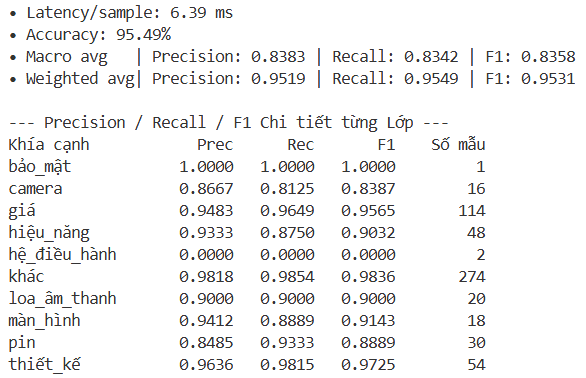 • Latency/sample: 6.39 ms
• Accuracy: 95.49%
• Macro avg   | Precision: 0.8383 | Recall: 0.8342 | F1: 0.8358
• Weighted avg| Precision: 0.9519 | Recall: 0.9549 | F1: 0.9531

--- Precision / Recall / F1 Chi tiết từng Lớp ---
Khía cạnh Prec Rec F1 Số mẫu
bảo_mật 1.0000 1.0000 1.0000 1
camera 0.8667 0.8125 0.8387 16
giá 0.9483 0.9649 0.9565 114
hiệu_năng 0.9333 0.8750 0.9032 48
hệ_điều_hành 0.0000 0.0000 0.0000 2
khác 0.9818 0.9854 0.9836 274
loa_âm_thanh 0.9000 0.9000 0.9000 20
màn_hình 0.9412 0.8889 0.9143 18
pin 0.8485 0.9333 0.8889 30
thiết_kế 0.9636 0.9815 0.9725 54